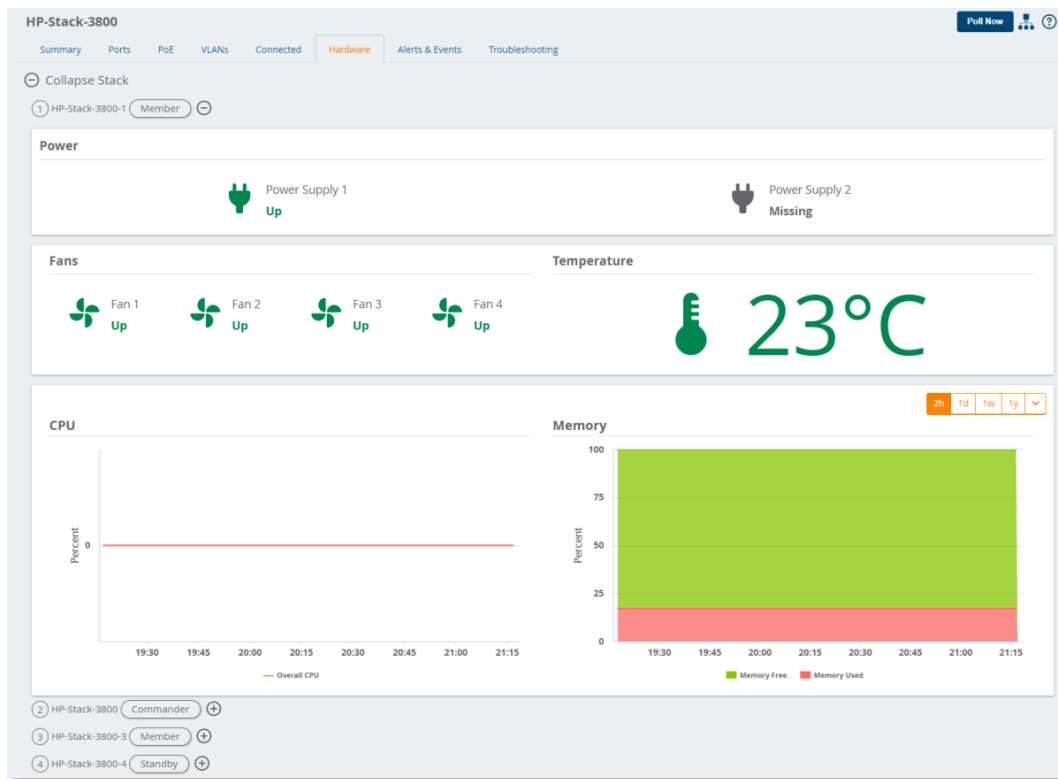 HP-Stack-3800
Poll Now
Summary Ports PoE VLANs Connected Hardware Alerts & Events Troubleshooting
Collapse Stack
1 HP-Stack-3800-1 Member
Power
Power Supply 1
Up
Power Supply 2
Missing
Fans
Fan 1
Up
Fan 2
Up
Fan 3
Up
Fan 4
Up
Temperature
23°C
2h 1d 1w 1y
CPU
Percent
0
19:30 19:45 20:00 20:15 20:30 20:45 21:00 21:15
Overall CPU
Memory
Percent
100
75
50
25
0
19:30 19:45 20:00 20:15 20:30 20:45 21:00 21:15
Memory Free Memory Used
2 HP-Stack-3800 Commander
3 HP-Stack-3800-3 Member
4 HP-Stack-3800-4 Standby